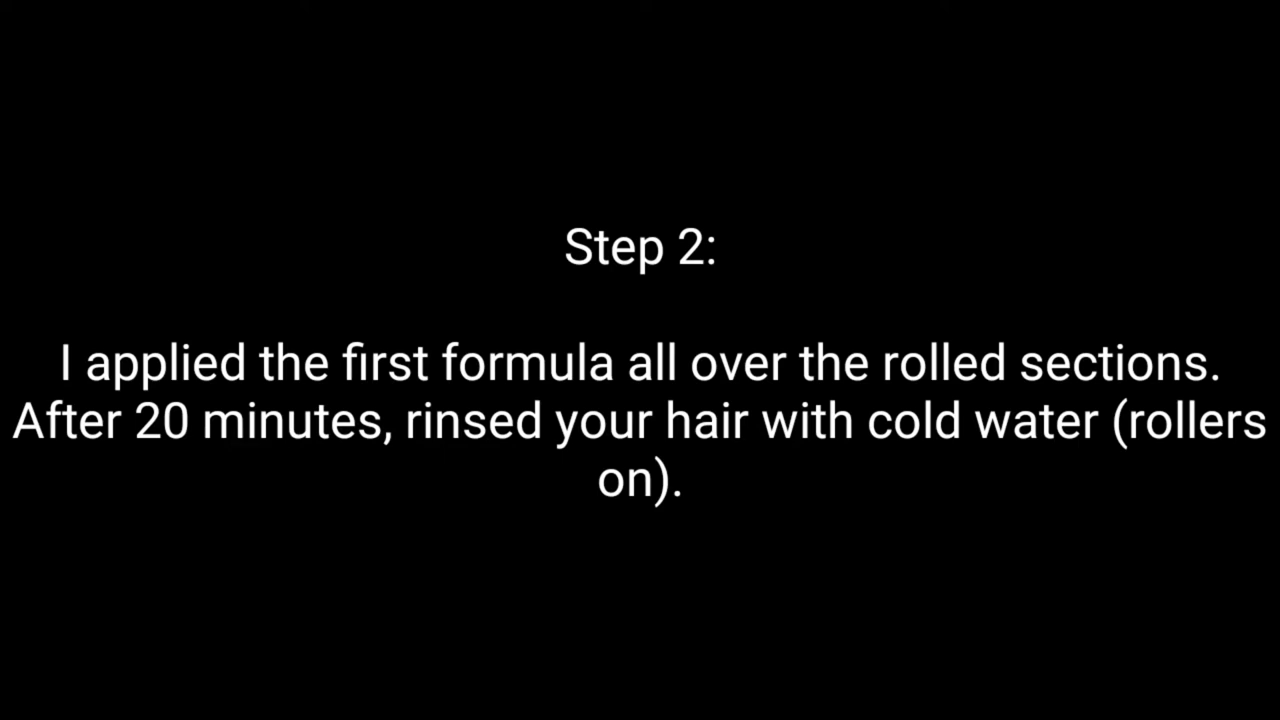 Step 2:
I applied the first formula all over the rolled sections.
After 20 minutes, rinsed your hair with cold water (rollers
on).